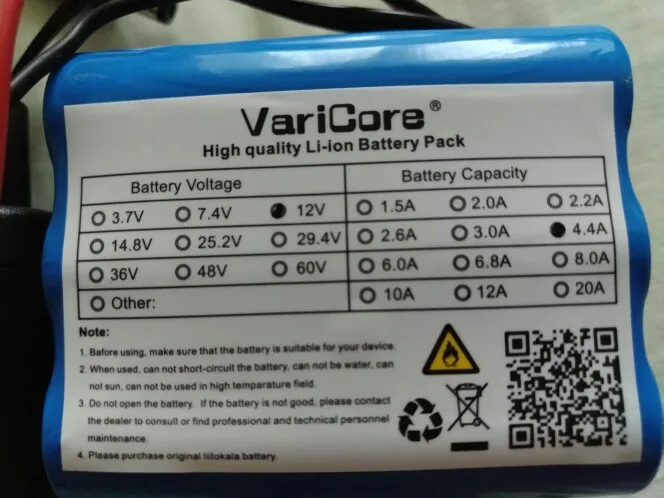 VariCore®
High quality Li-ion Battery Pack
Battery Voltage
3.7V 7.4V 12V
14.8V 25.2V 29.4V
36V 48V 60V
Other:
Battery Capacity
1.5A 2.0A 2.2A
2.6A 3.0A 4.4A
6.0A 6.8A 8.0A
10A 12A 20A
Note:
1. Before using, make sure that the battery is suitable for your device.
2. When used, can not short-circuit the battery, can not be water, can
not sun, can not be used in high temparature field.
3. Do not open the battery. If the battery is not good, please contact
the dealer to consult or find professional and technical personnel
maintenance.
4. Please purchase original liitokala battery.